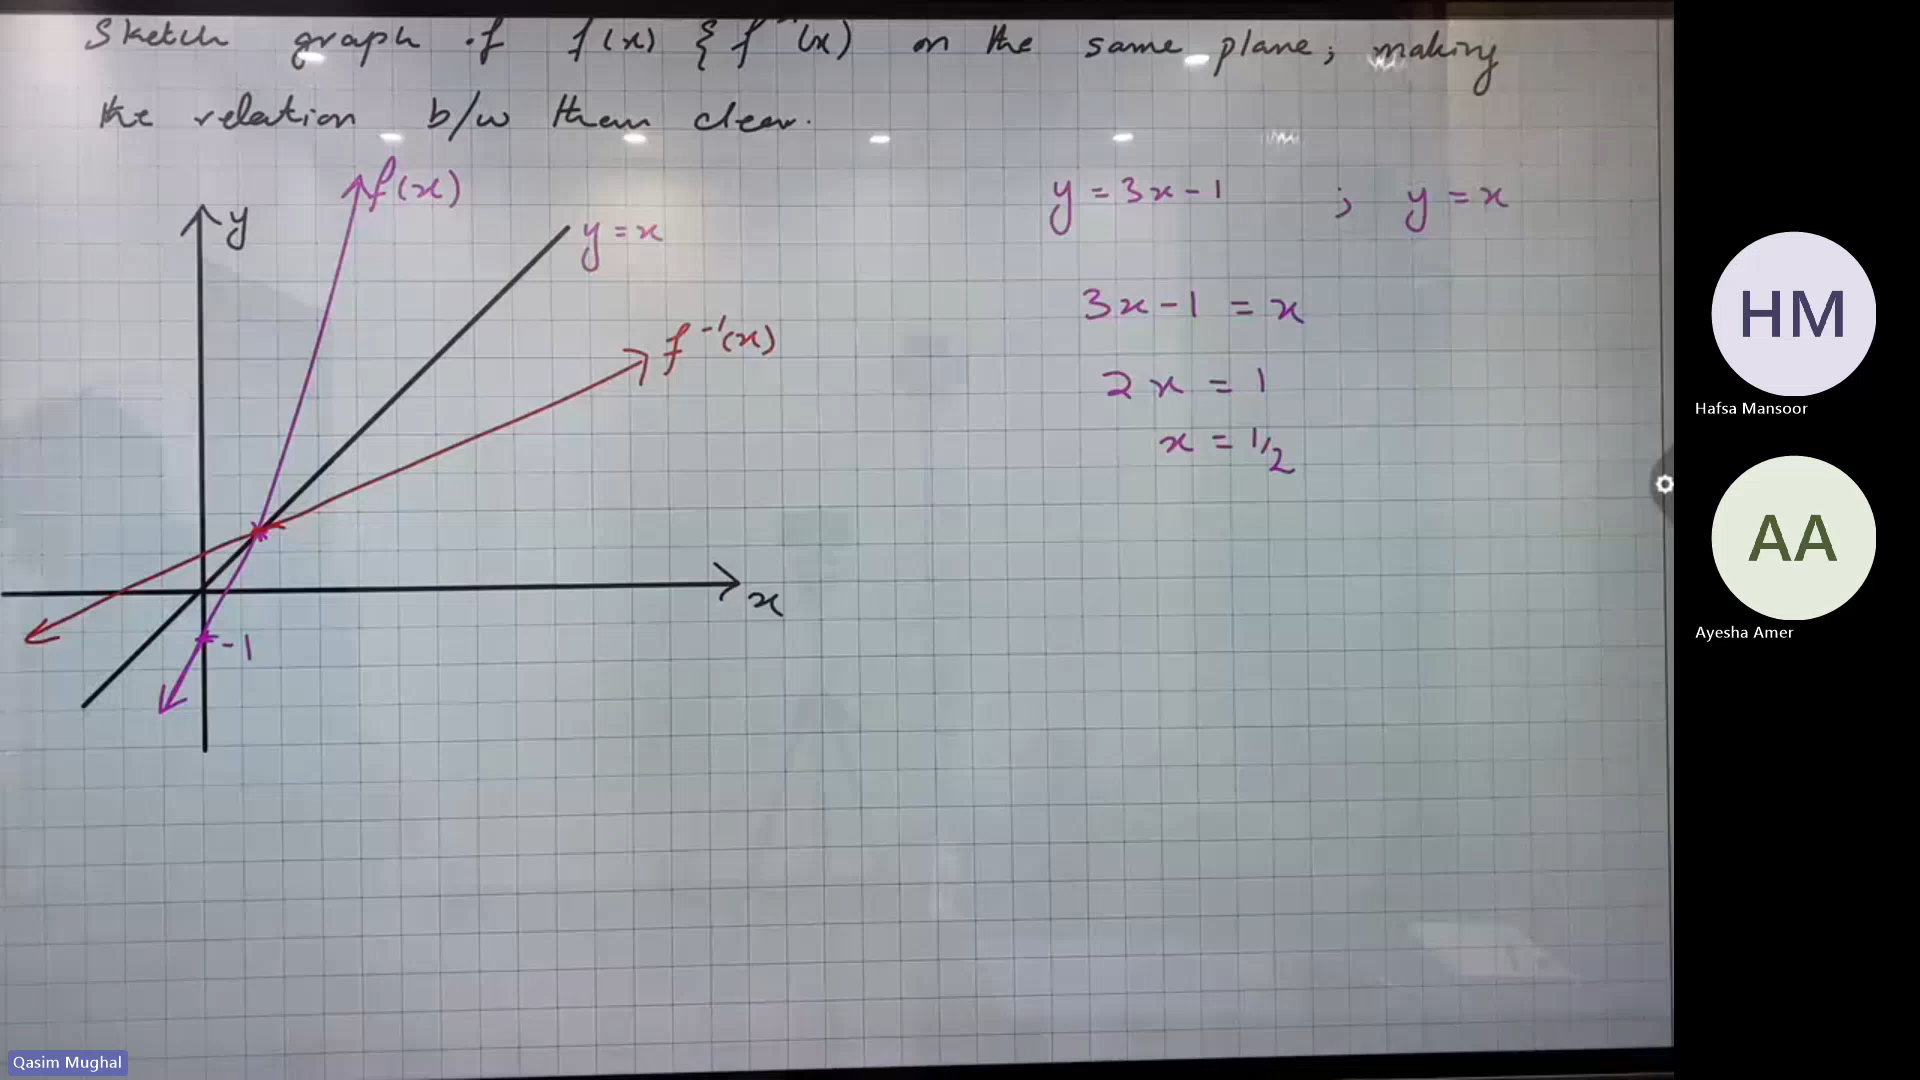 Sketch graph of f(x) & f⁻¹(x) on the same plane; making
the relation b/w them clear.
f(x)
y
y = x
f⁻¹(x)
x
-1
y = 3x - 1 ; y = x
3x - 1 = x
2x = 1
x = 1/2
HM
Hafsa Mansoor
AA
Ayesha Amer
Qasim Mughal